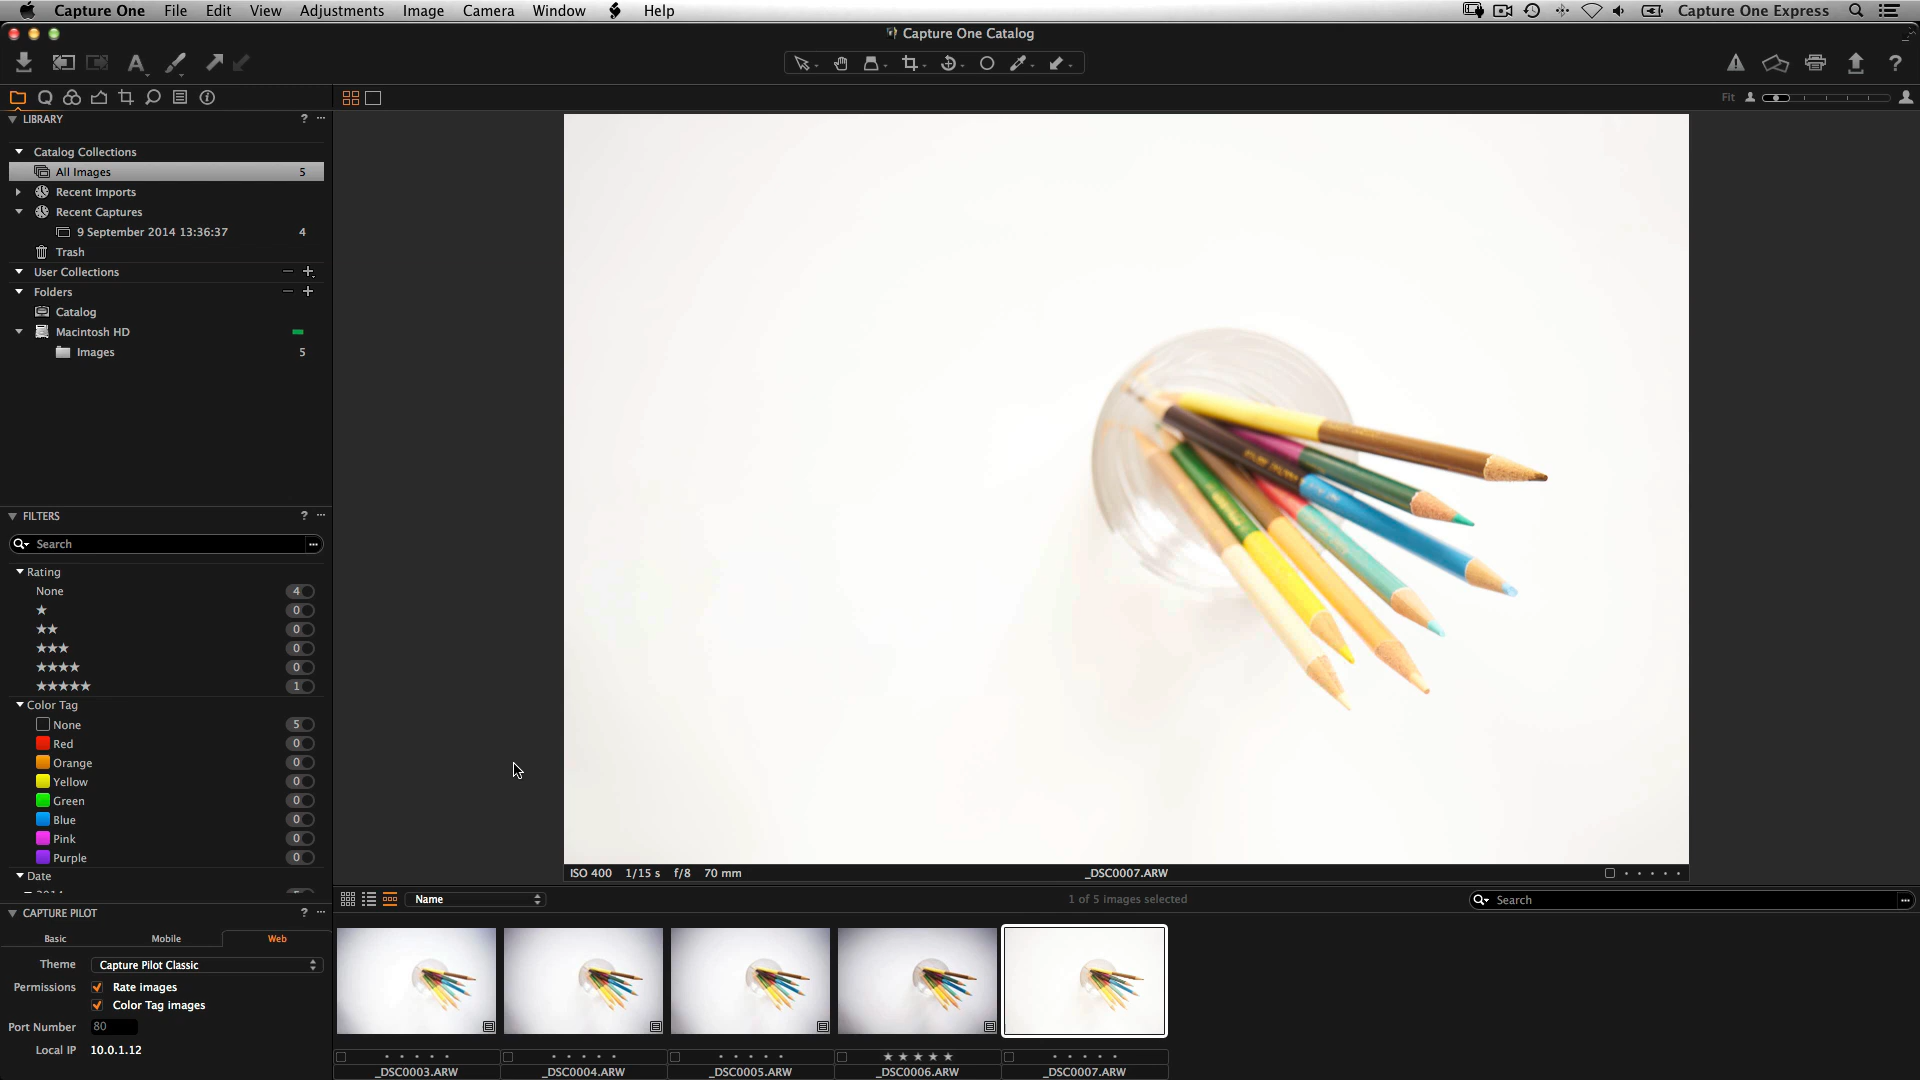 Capture One File Edit View Adjustments Image Camera Window Help Capture One Express
Capture One Catalog
Fit
LIBRARY ? ...
Catalog Collections
All Images 5
Recent Imports
Recent Captures
9 September 2014 13:36:37 4
Trash
User Collections
Folders
Catalog
Macintosh HD
Images 5
FILTERS ? ...
Search
Rating
None 4
★ 0
★★ 0
★★★ 0
★★★★ 0
★★★★★ 1
Color Tag
None 5
Red 0
Orange 0
Yellow 0
Green 0
Blue 0
Pink 0
Purple 0
Date
ISO 400 1/15 s f/8 70 mm _DSC0007.ARW
Name 1 of 5 images selected Search
CAPTURE PILOT ? ...
Basic Mobile Web
Theme Capture Pilot Classic
Permissions Rate images
Color Tag images
Port Number 80
Local IP 10.0.1.12
★★★★★
_DSC0003.ARW _DSC0004.ARW _DSC0005.ARW _DSC0006.ARW _DSC0007.ARW